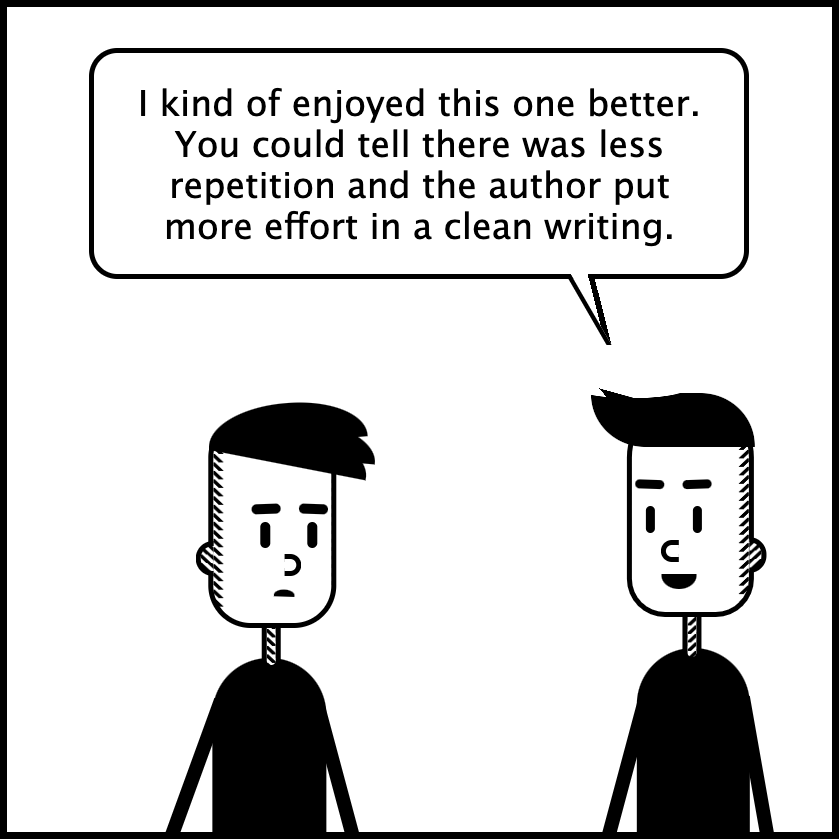 I kind of enjoyed this one better.
You could tell there was less
repetition and the author put
more effort in a clean writing.